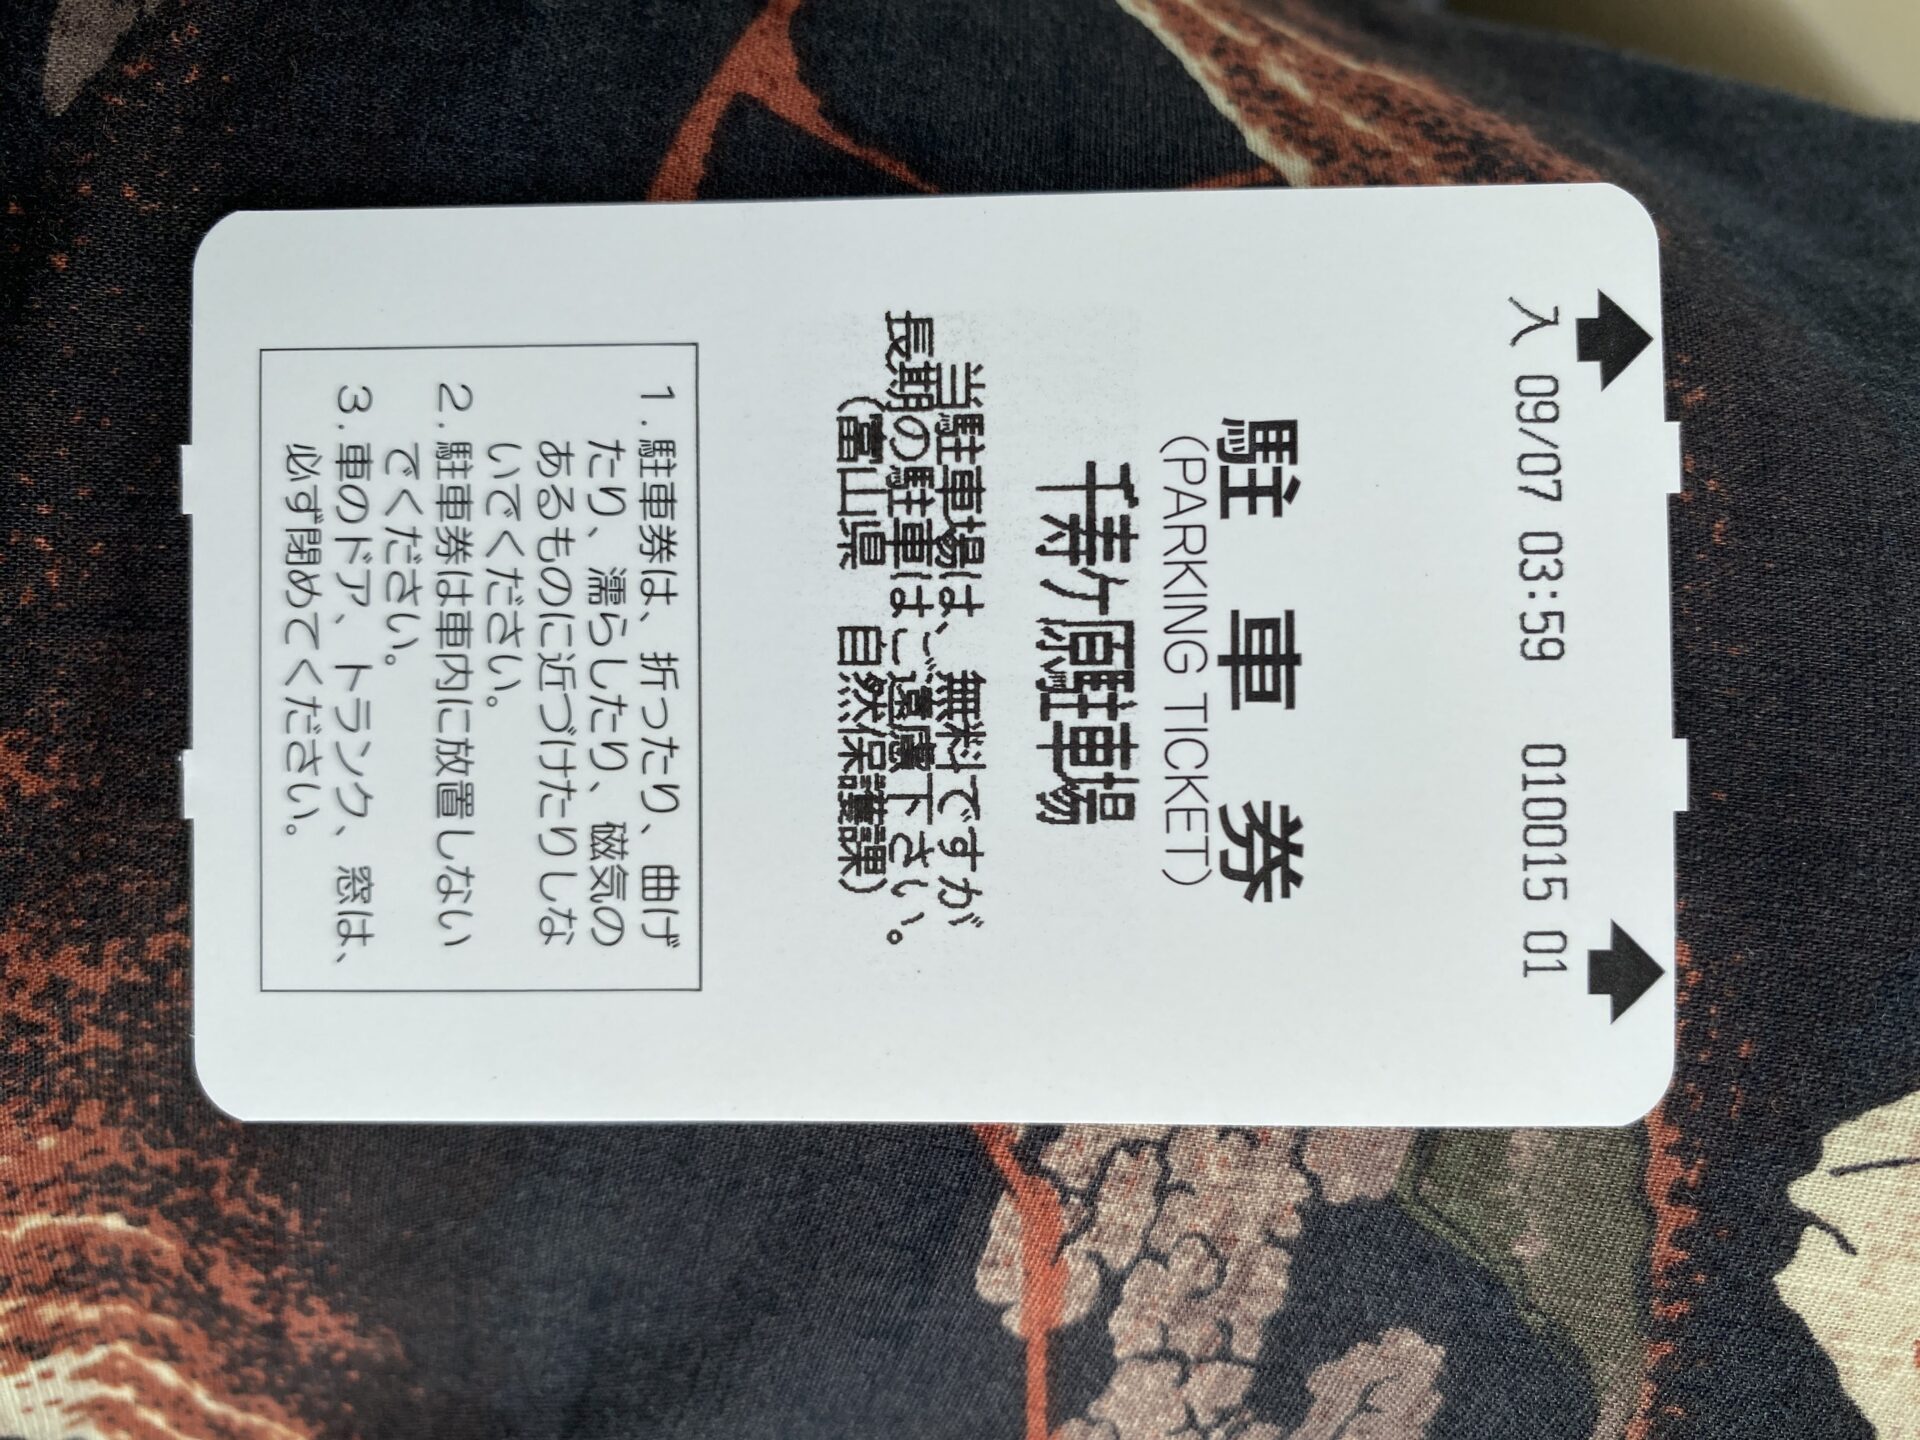 入 09/07 03:59 010015 01
駐車券
(PARKING TICKET)
千寿ケ原駐車場
当駐車場は、無料ですが
長期の駐車はご遠慮下さい。
(富山県 自然保護課)
1.駐車券は、折ったり、曲げ
たり、濡らしたり、磁気の
あるものに近づけたりしな
いでください。
2.駐車券は車内に放置しない
でください。
3.車のドア、トランク、窓は、
必ず閉めてください。